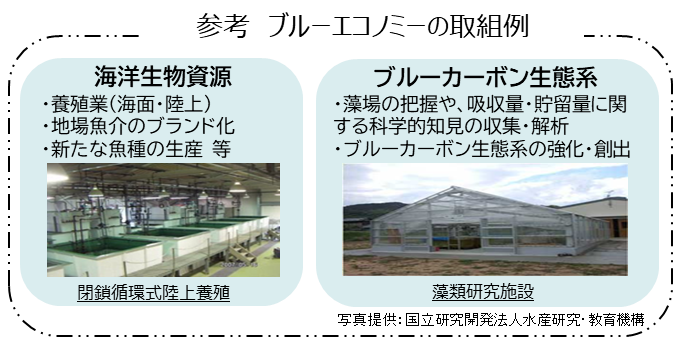 参考　ブルーエコノミーの取組例
海洋生物資源
・養殖業（海面・陸上）
・地場魚介のブランド化
・新たな魚種の生産 等
閉鎖循環式陸上養殖
ブルーカーボン生態系
・藻場の把握や、吸収量・貯留量に関
する科学的知見の収集・解析
・ブルーカーボン生態系の強化・創出
藻類研究施設
写真提供：国立研究開発法人水産研究・教育機構